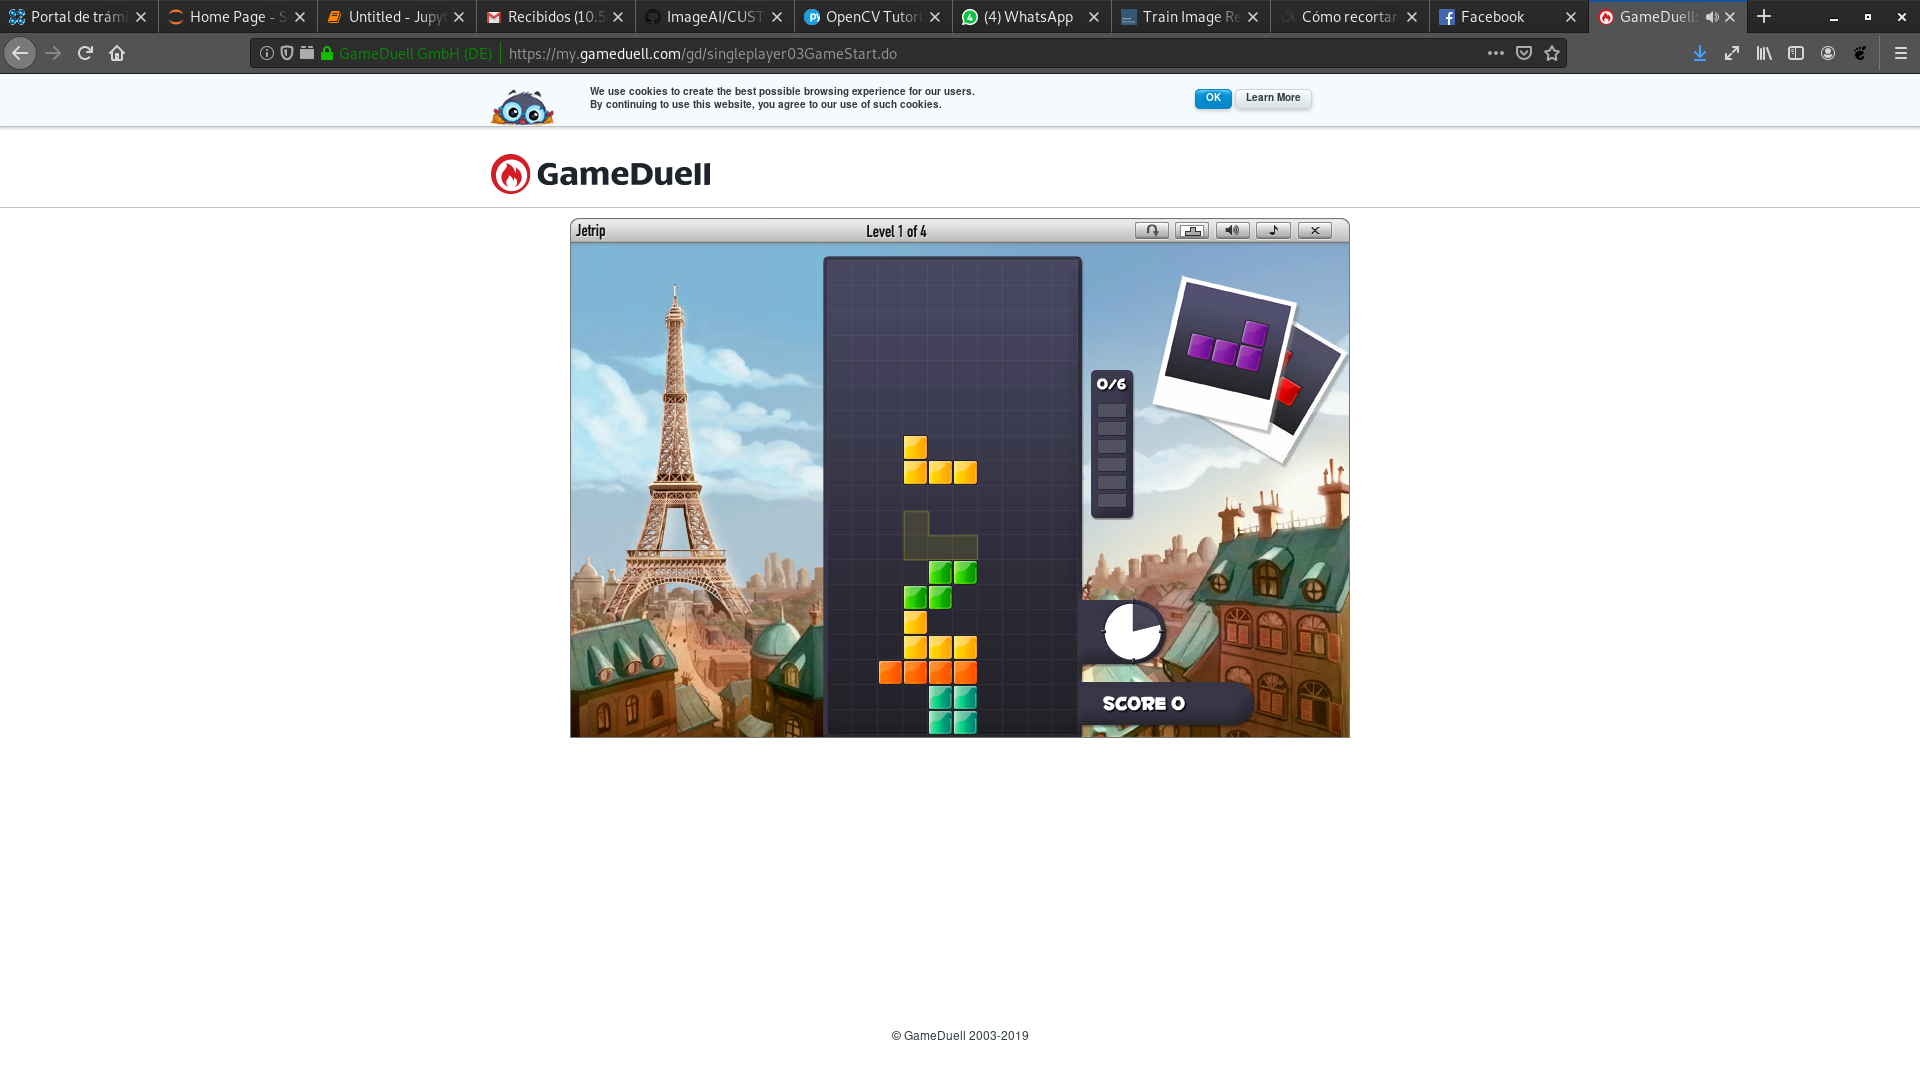 Portal de trámi
Home Page - S
Untitled - Jupyt
Recibidos (10.5
ImageAI/CUST
OpenCV Tutori
(4) WhatsApp
Train Image Re
Cómo recortar
Facebook
GameDuell:
GameDuell GmbH (DE)
https://my.gameduell.com/gd/singleplayer03GameStart.do
We use cookies to create the best possible browsing experience for our users.
By continuing to use this website, you agree to our use of such cookies.
OK
Learn More
GameDuell
Jetrip
Level 1 of 4
0/6
SCORE 0
© GameDuell 2003-2019